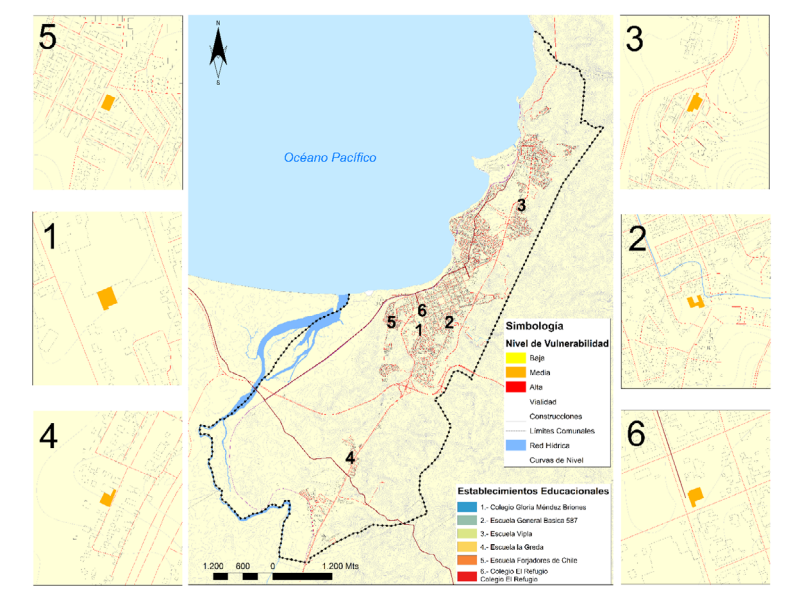 5
1
4
N
S
Océano Pacífico
3
6
5
1
2
4
Simbología
Nivel de Vulnerabilidad
Baja
Media
Alta
Vialidad
Construcciones
Límites Comunales
Red Hídrica
Curvas de Nivel
Establecimientos Educacionales
1.- Colegio Gloria Méndez Briones
2.- Escuela General Basica 587
3.- Escuela Vipla
4.- Escuela la Greda
5.- Escuela Forjadores de Chile
6.- Colegio El Refugio
Colegio El Refugio
1.200 600 0 1.200 Mts
3
2
6